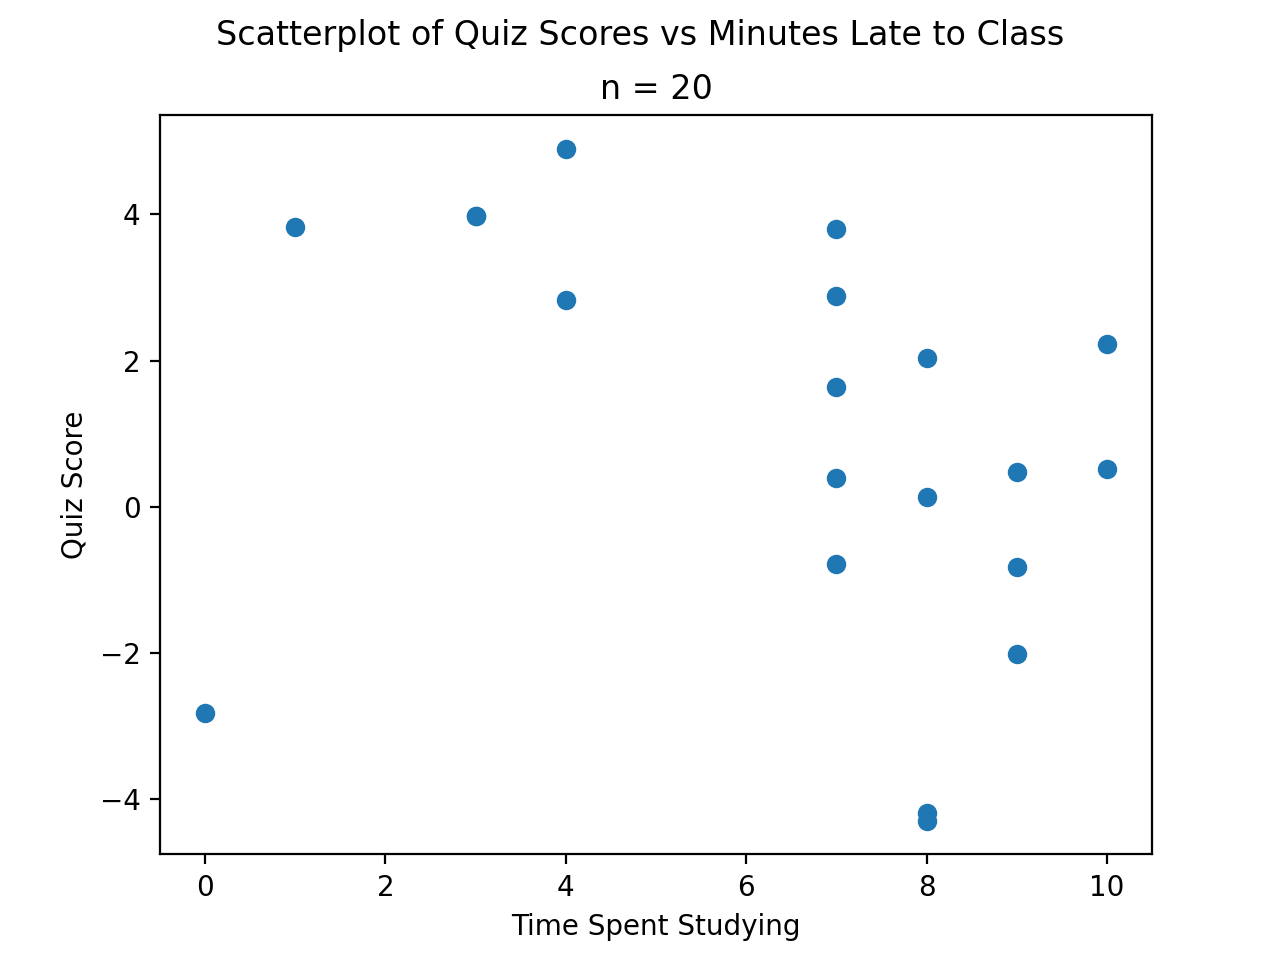 Scatterplot of Quiz Scores vs Minutes Late to Class
n = 20
4
2
0
−2
−4
Quiz Score
0 2 4 6 8 10
Time Spent Studying